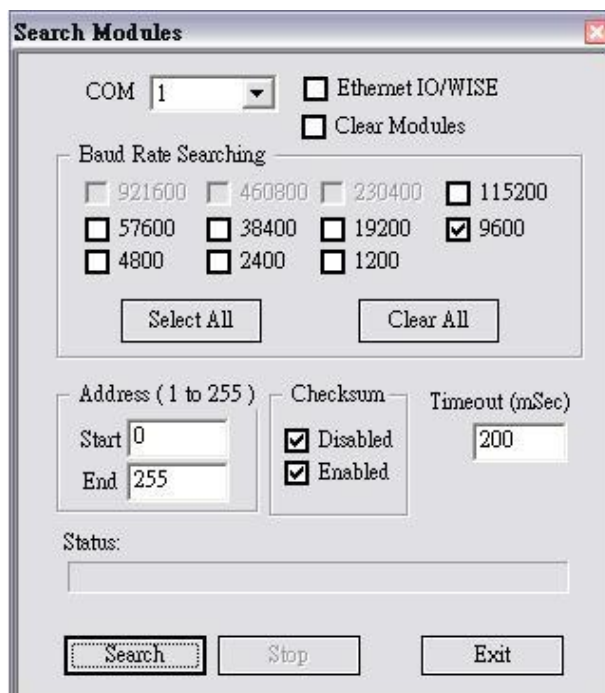 Search Modules
COM 1 Ethernet IO/WISE
Clear Modules
Baud Rate Searching
921600 460800 230400 115200
57600 38400 19200 9600
4800 2400 1200
Select All Clear All
Address ( 1 to 255 ) Checksum Timeout (mSec)
Start 0 Disabled 200
End 255 Enabled
Status:
Search Stop Exit